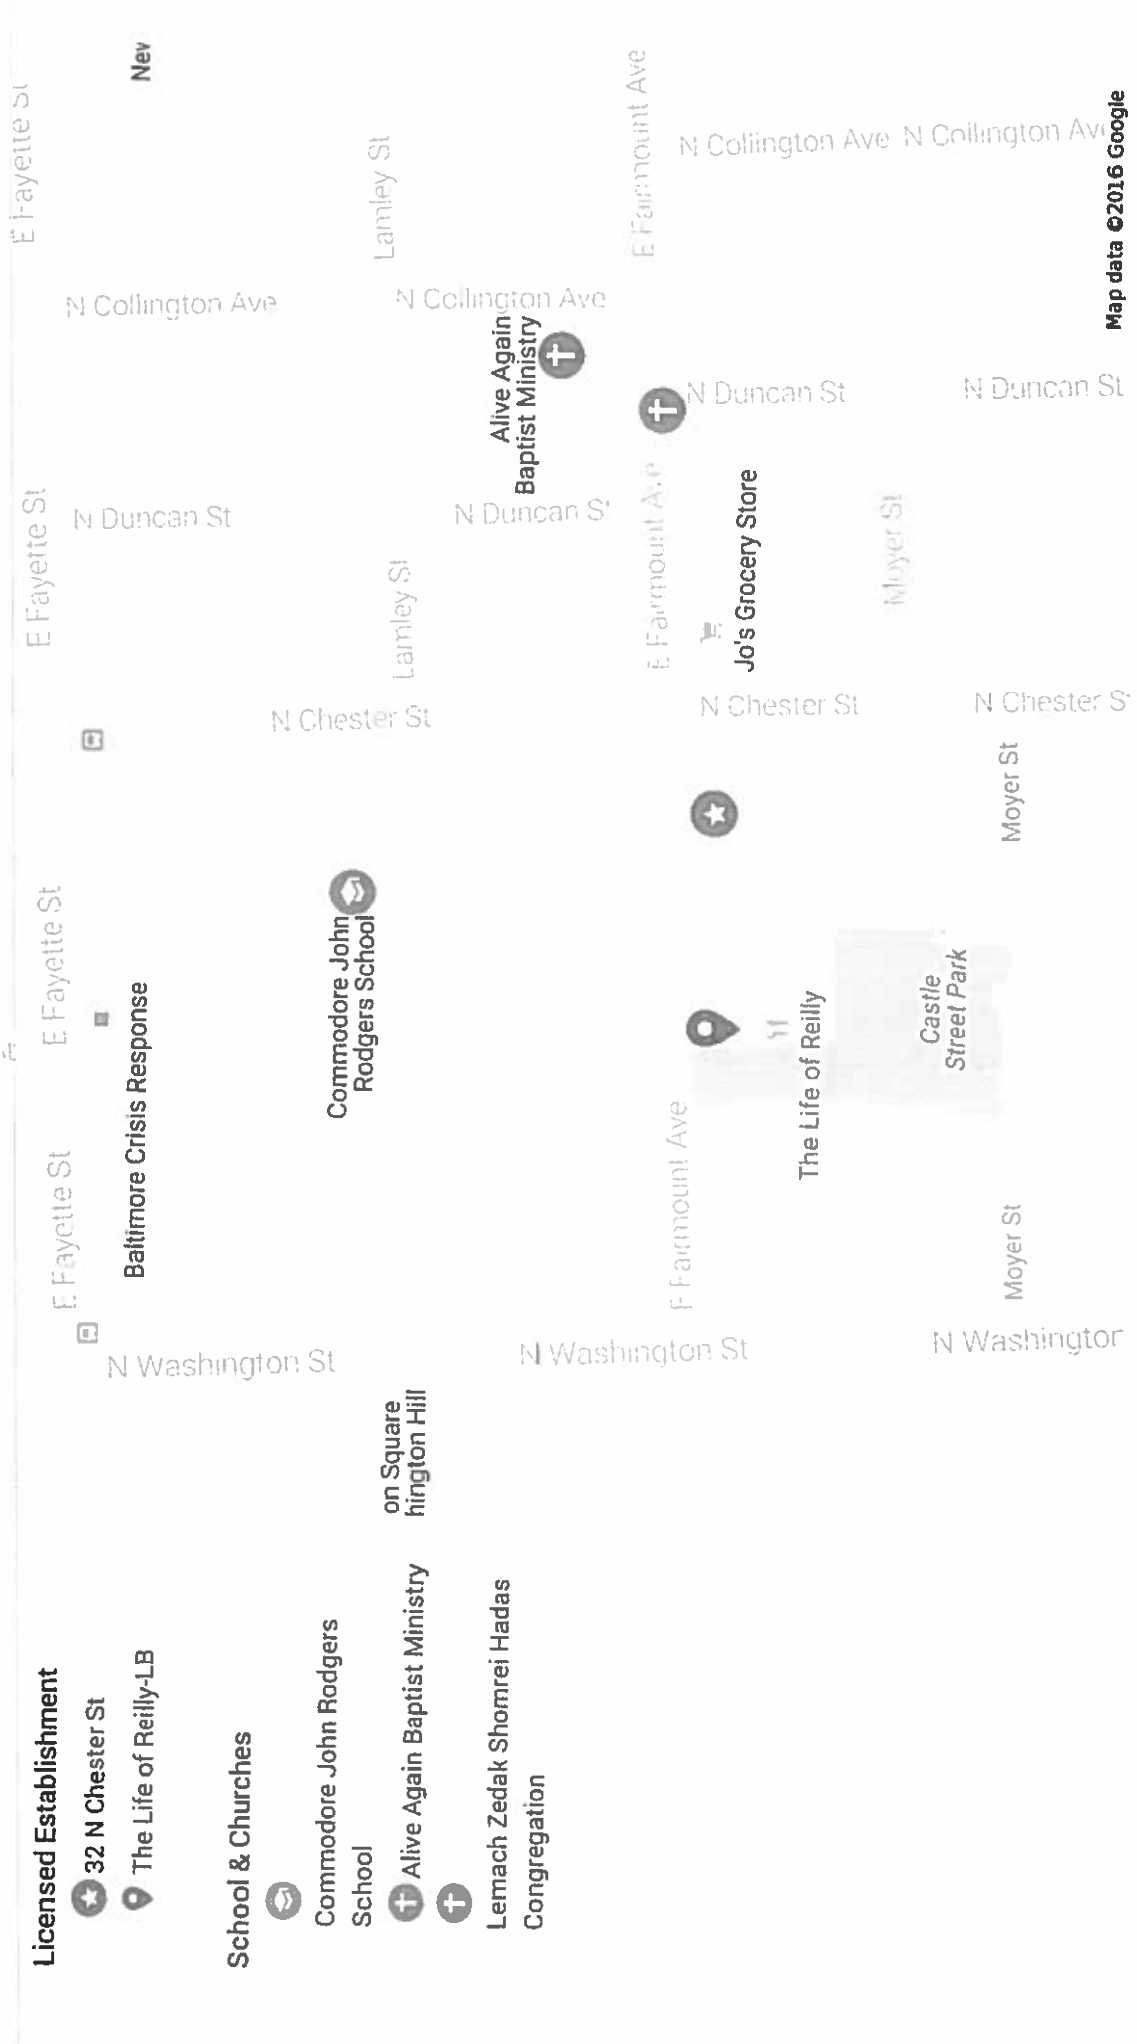 Licensed Establishment
32 N Chester St
The Life of Reilly-LB
School & Churches
Commodore John Rodgers
School
Alive Again Baptist Ministry
Lemach Zedak Shomrei Hadas
Congregation
on Square
hington Hill
E Fayette St
E Fayette St
E Fayette St
E Fayette St
Nev
Baltimore Crisis Response
N Washington St
N Chester St
N Duncan St
N Collington Ave
Commodore John
Rodgers School
Lamley St
Lamley St
Alive Again
Baptist Ministry
N Washington St
N Duncan S
N Collington Ave
E Fairmount Ave
E Fairmount Ave
E Fairmount Ave
N Chester St
N Duncan St
N Collington Ave
Jo's Grocery Store
The Life of Reilly
Castle
Street Park
Moyer St
Moyer St
Moyer St
N Washington
N Chester S
N Duncan St
N Collington Av
Map data ©2016 Google